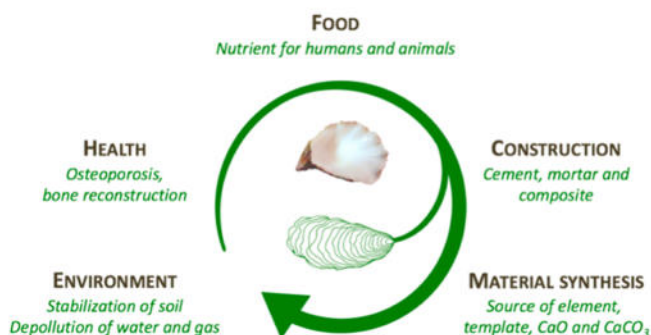 FOOD
Nutrient for humans and animals
HEALTH
Osteoporosis,
bone reconstruction
CONSTRUCTION
Cement, mortar and
composite
ENVIRONMENT
Stabilization of soil
Depollution of water and gas
MATERIAL SYNTHESIS
Source of element,
template, CaO and CaCO₃